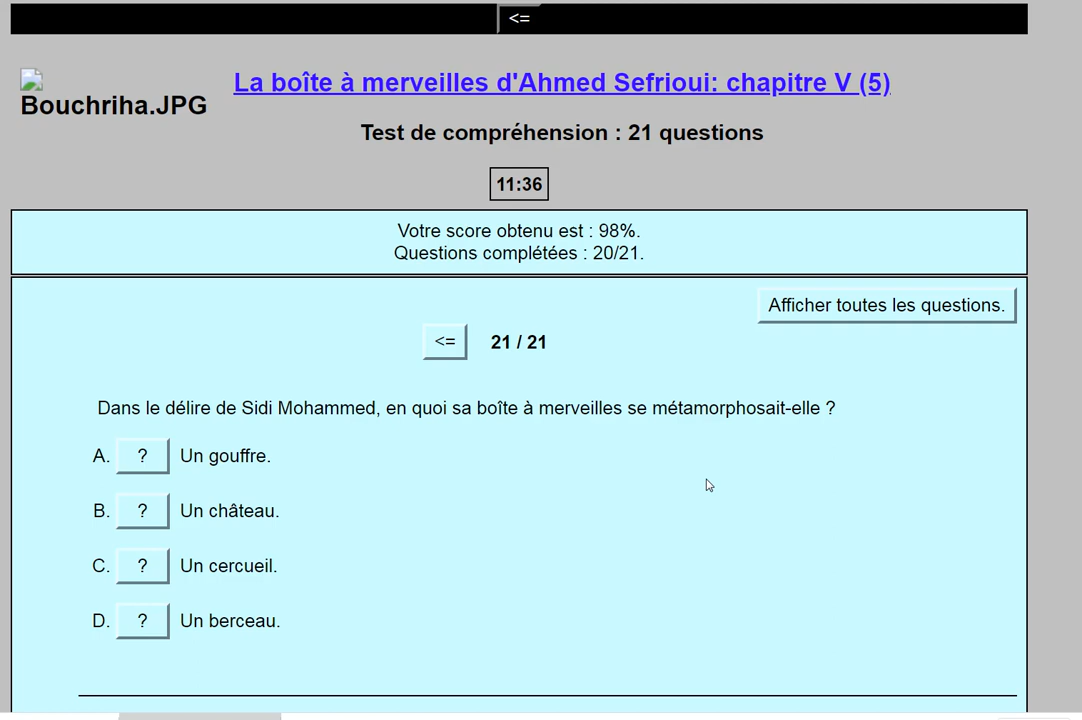 <=
Bouchriha.JPG
La boîte à merveilles d'Ahmed Sefrioui: chapitre V (5)
Test de compréhension : 21 questions
11:36
Votre score obtenu est : 98%.
Questions complétées : 20/21.
Afficher toutes les questions.
<= 21 / 21
Dans le délire de Sidi Mohammed, en quoi sa boîte à merveilles se métamorphosait-elle ?
A. ? Un gouffre.
B. ? Un château.
C. ? Un cercueil.
D. ? Un berceau.